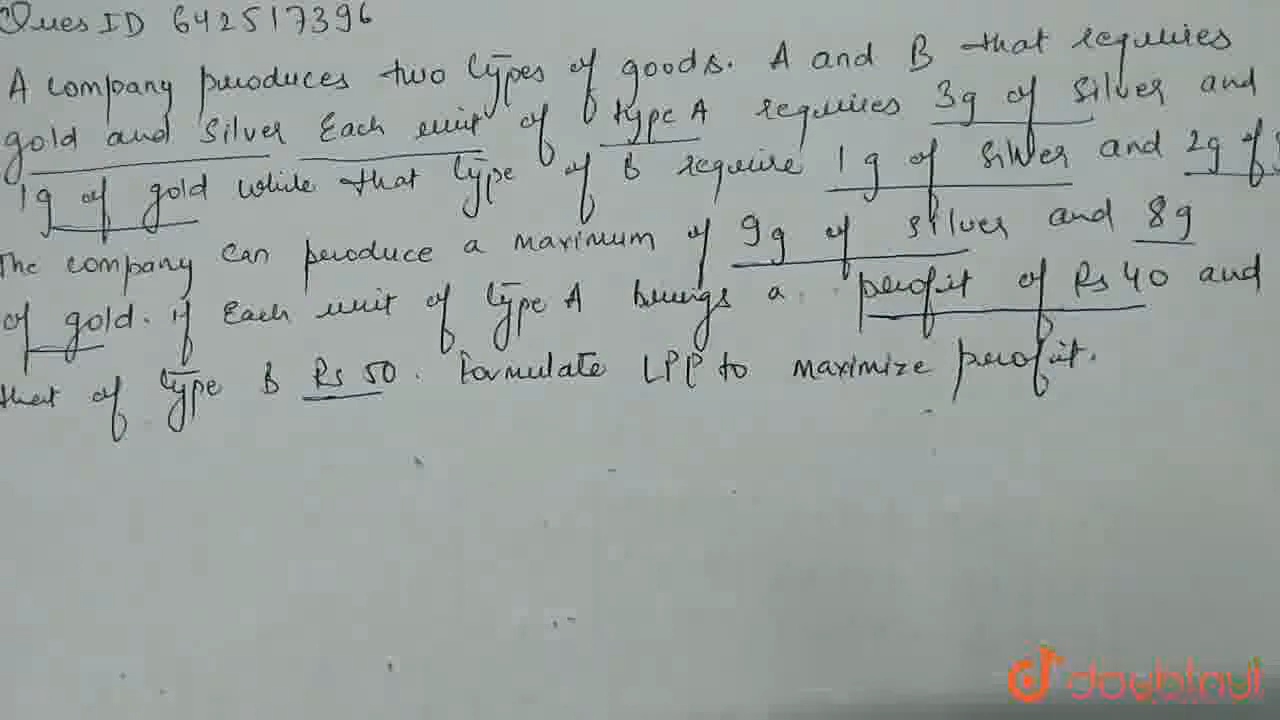 Ques ID 642517396
A company produces two types of goods. A and B that requires
gold and silver Each unit of type A requires 3g of silver and
1g of gold while that type of B require 1g of silver and 2g of
The company can produce a maximum of 9g of silver and 8g
of gold. if Each unit of type A brings a profit of Rs 40 and
that of type B Rs 50. Formulate LPP to maximize profit.
doubtnut